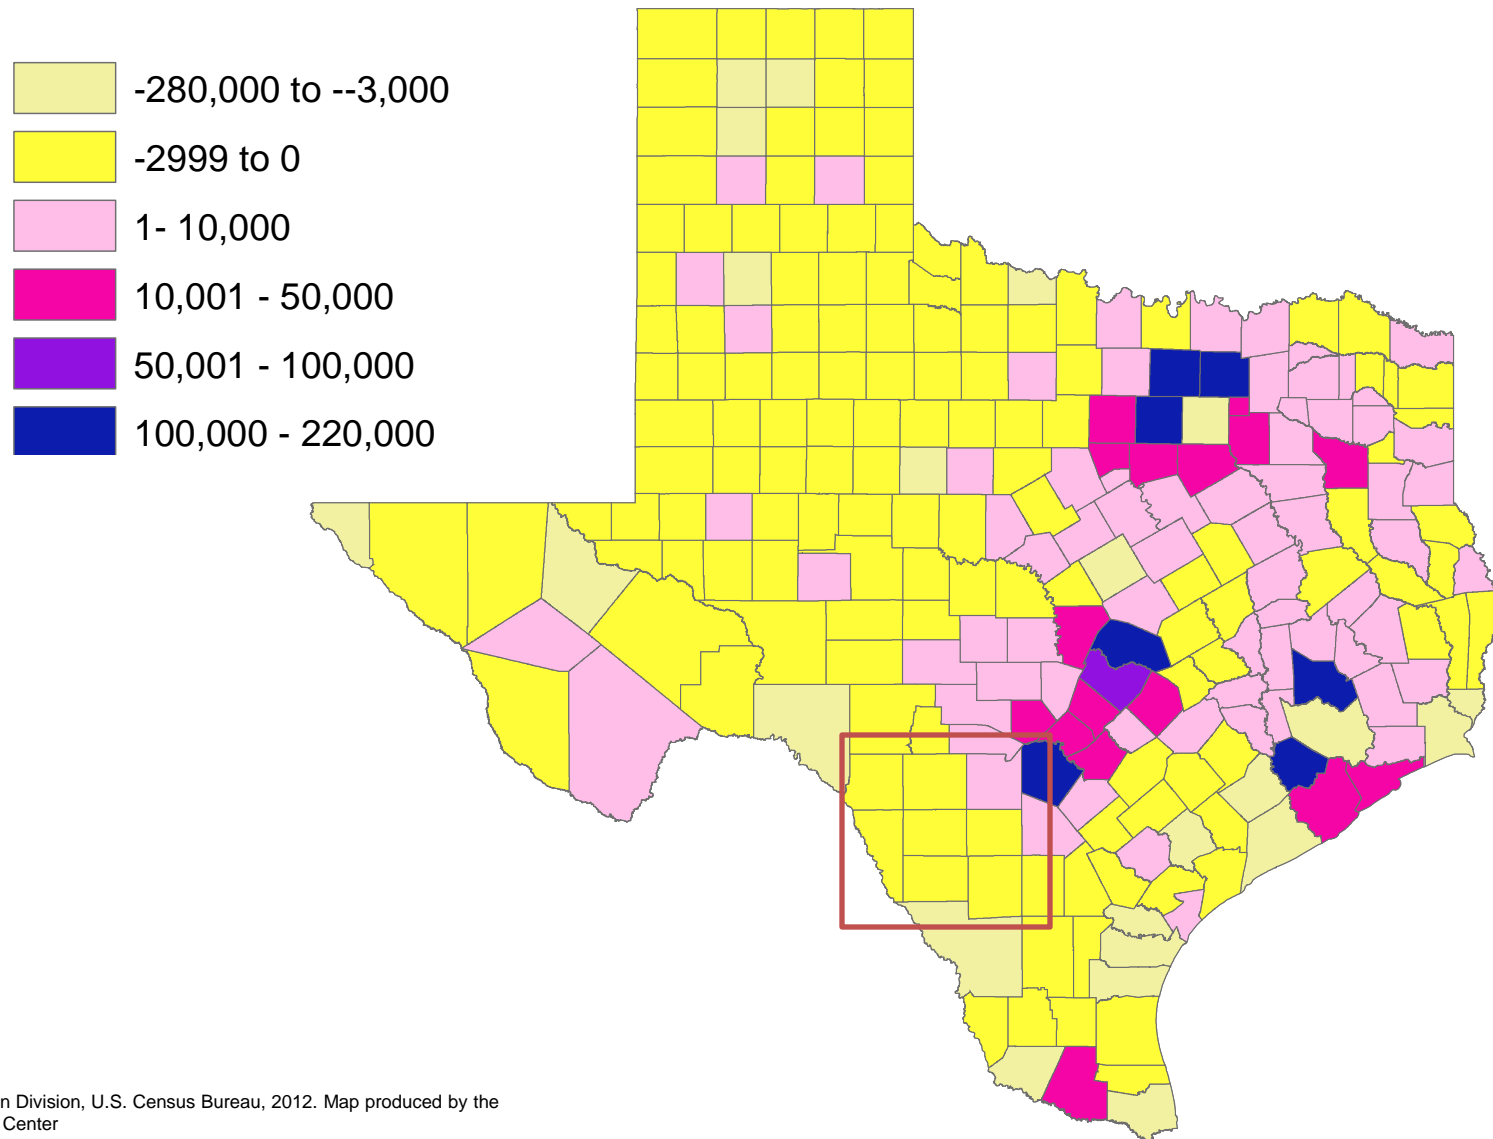 -280,000 to --3,000
-2999 to 0
1- 10,000
10,001 - 50,000
50,001 - 100,000
100,000 - 220,000
n Division, U.S. Census Bureau, 2012. Map produced by the
Center